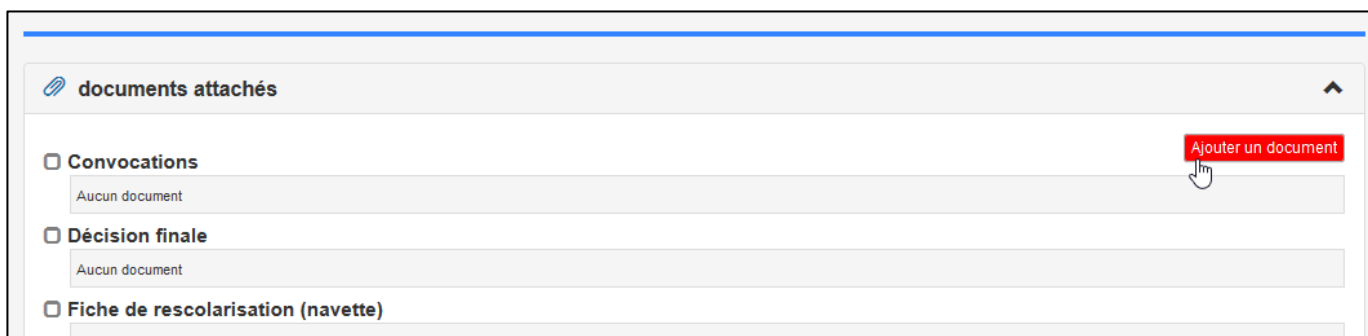 documents attachés
Ajouter un document
Convocations
Aucun document
Décision finale
Aucun document
Fiche de rescolarisation (navette)